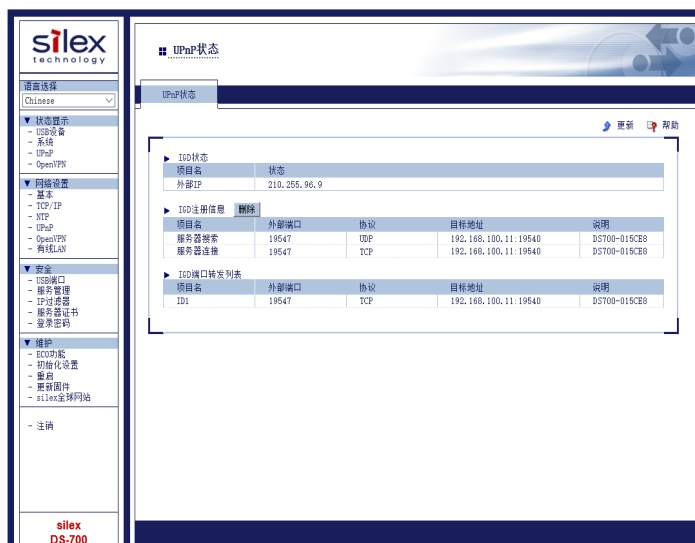 silex
technology
语言选择
Chinese
▼ 状态显示
- USB设备
- 系统
- UPnP
- OpenVPN
▼ 网络设置
- 基本
- TCP/IP
- NTP
- UPnP
- OpenVPN
- 有线LAN
▼ 安全
- USB端口
- 服务管理
- IP过滤器
- 服务器证书
- 登录密码
▼ 维护
- ECO功能
- 初始化设置
- 重启
- 更新固件
- silex全球网站
- 注销
silex
DS-700
UPnP状态
UPnP状态
更新 帮助
IGD状态
项目名 状态
外部IP 210.255.96.9
IGD注册信息 删除
项目名 外部端口 协议 目标地址 说明
服务器搜索 19547 UDP 192.168.100.11:19540 DS700-015CE8
服务器连接 19547 TCP 192.168.100.11:19540 DS700-015CE8
IGD端口转发列表
项目名 外部端口 协议 目标地址 说明
ID1 19547 TCP 192.168.100.11:19540 DS700-015CE8